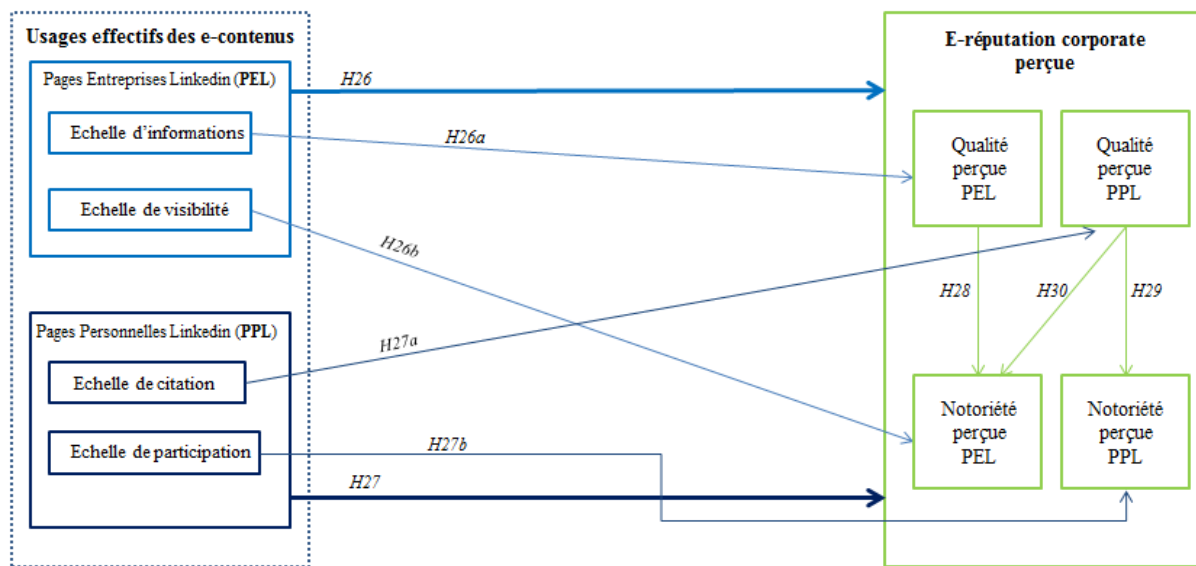 Usages effectifs des e-contenus
Pages Entreprises Linkedin (PEL)
Echelle d'informations
Echelle de visibilité
Pages Personnelles Linkedin (PPL)
Echelle de citation
Echelle de participation
H26
H26a
H26b
H27a
H27b
H27
E-réputation corporate
perçue
Qualité
perçue
PEL
Qualité
perçue
PPL
H28
H30
H29
Notoriété
perçue
PEL
Notoriété
perçue
PPL